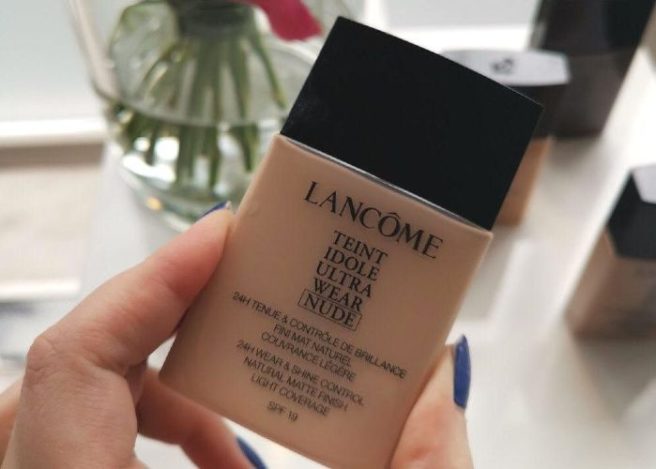 LANCÔME
TEINT
IDOLE
ULTRA
WEAR
NUDE
24H TENUE & CONTRÔLE DE BRILLANCE
FINI MAT NATUREL
COUVRANCE LÉGÈRE
24H WEAR & SHINE CONTROL
NATURAL MATTE FINISH
LIGHT COVERAGE
SPF 19